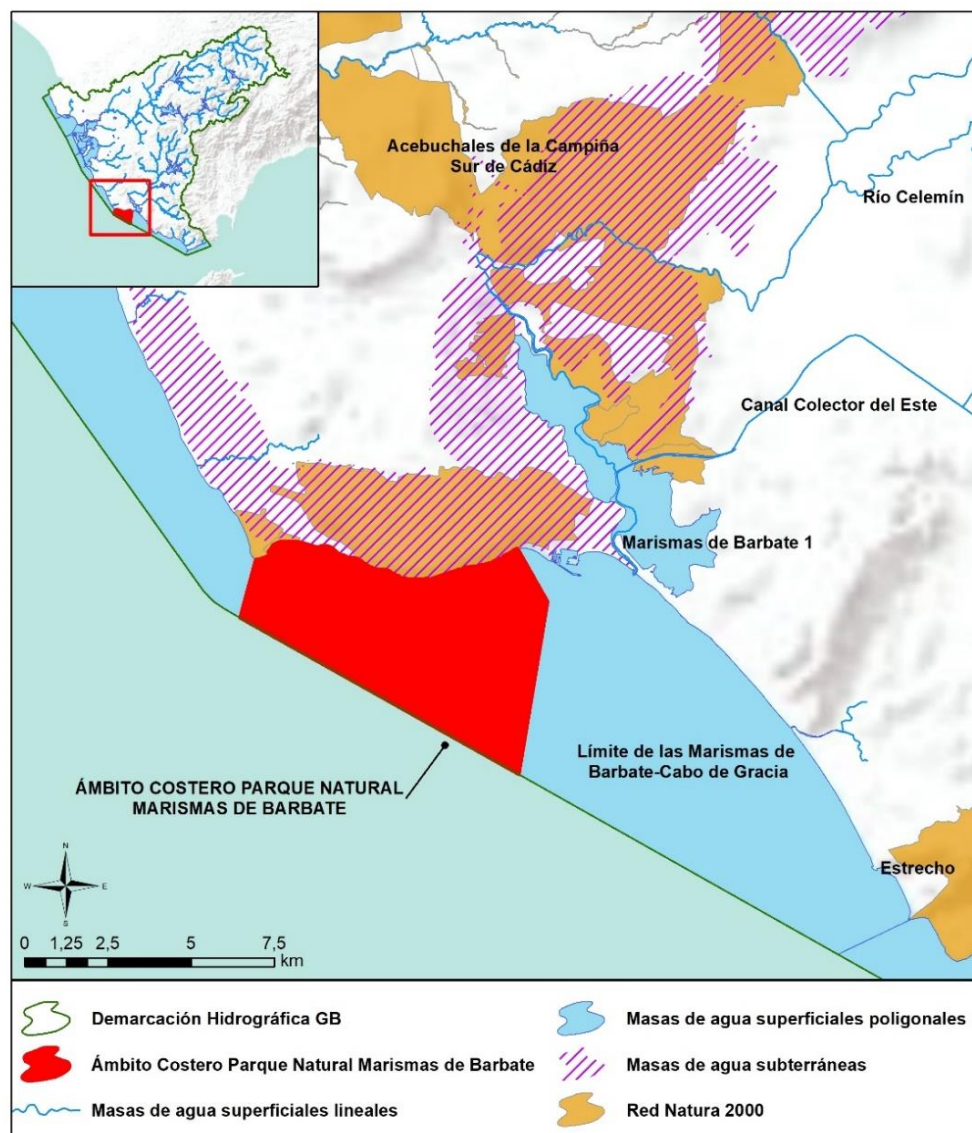 Acebuchales de la Campiña
Sur de Cádiz
Río Celemín
Canal Colector del Este
Marismas de Barbate 1
Límite de las Marismas de
Barbate-Cabo de Gracia
ÁMBITO COSTERO PARQUE NATURAL
MARISMAS DE BARBATE
Estrecho
N
W E
S
0 1,25 2,5 5 7,5
km
Demarcación Hidrográfica GB
Ámbito Costero Parque Natural Marismas de Barbate
Masas de agua superficiales lineales
Masas de agua superficiales poligonales
Masas de agua subterráneas
Red Natura 2000